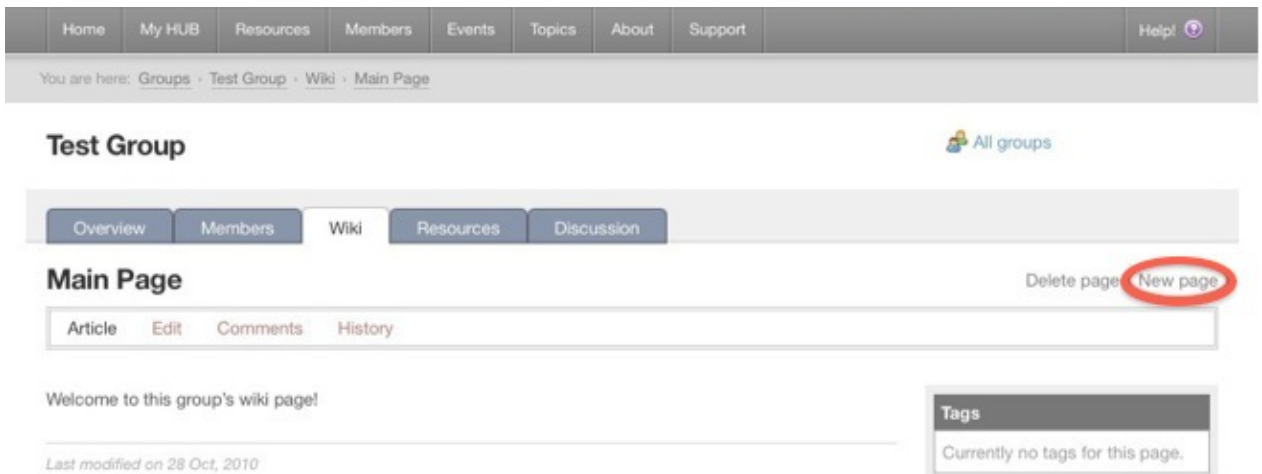 Home My HUB Resources Members Events Topics About Support Help! ?
You are here: Groups › Test Group › Wiki › Main Page
Test Group All groups
Overview Members Wiki Resources Discussion
Main Page Delete page New page
Article Edit Comments History
Welcome to this group's wiki page!
Tags
Currently no tags for this page.
Last modified on 28 Oct, 2010